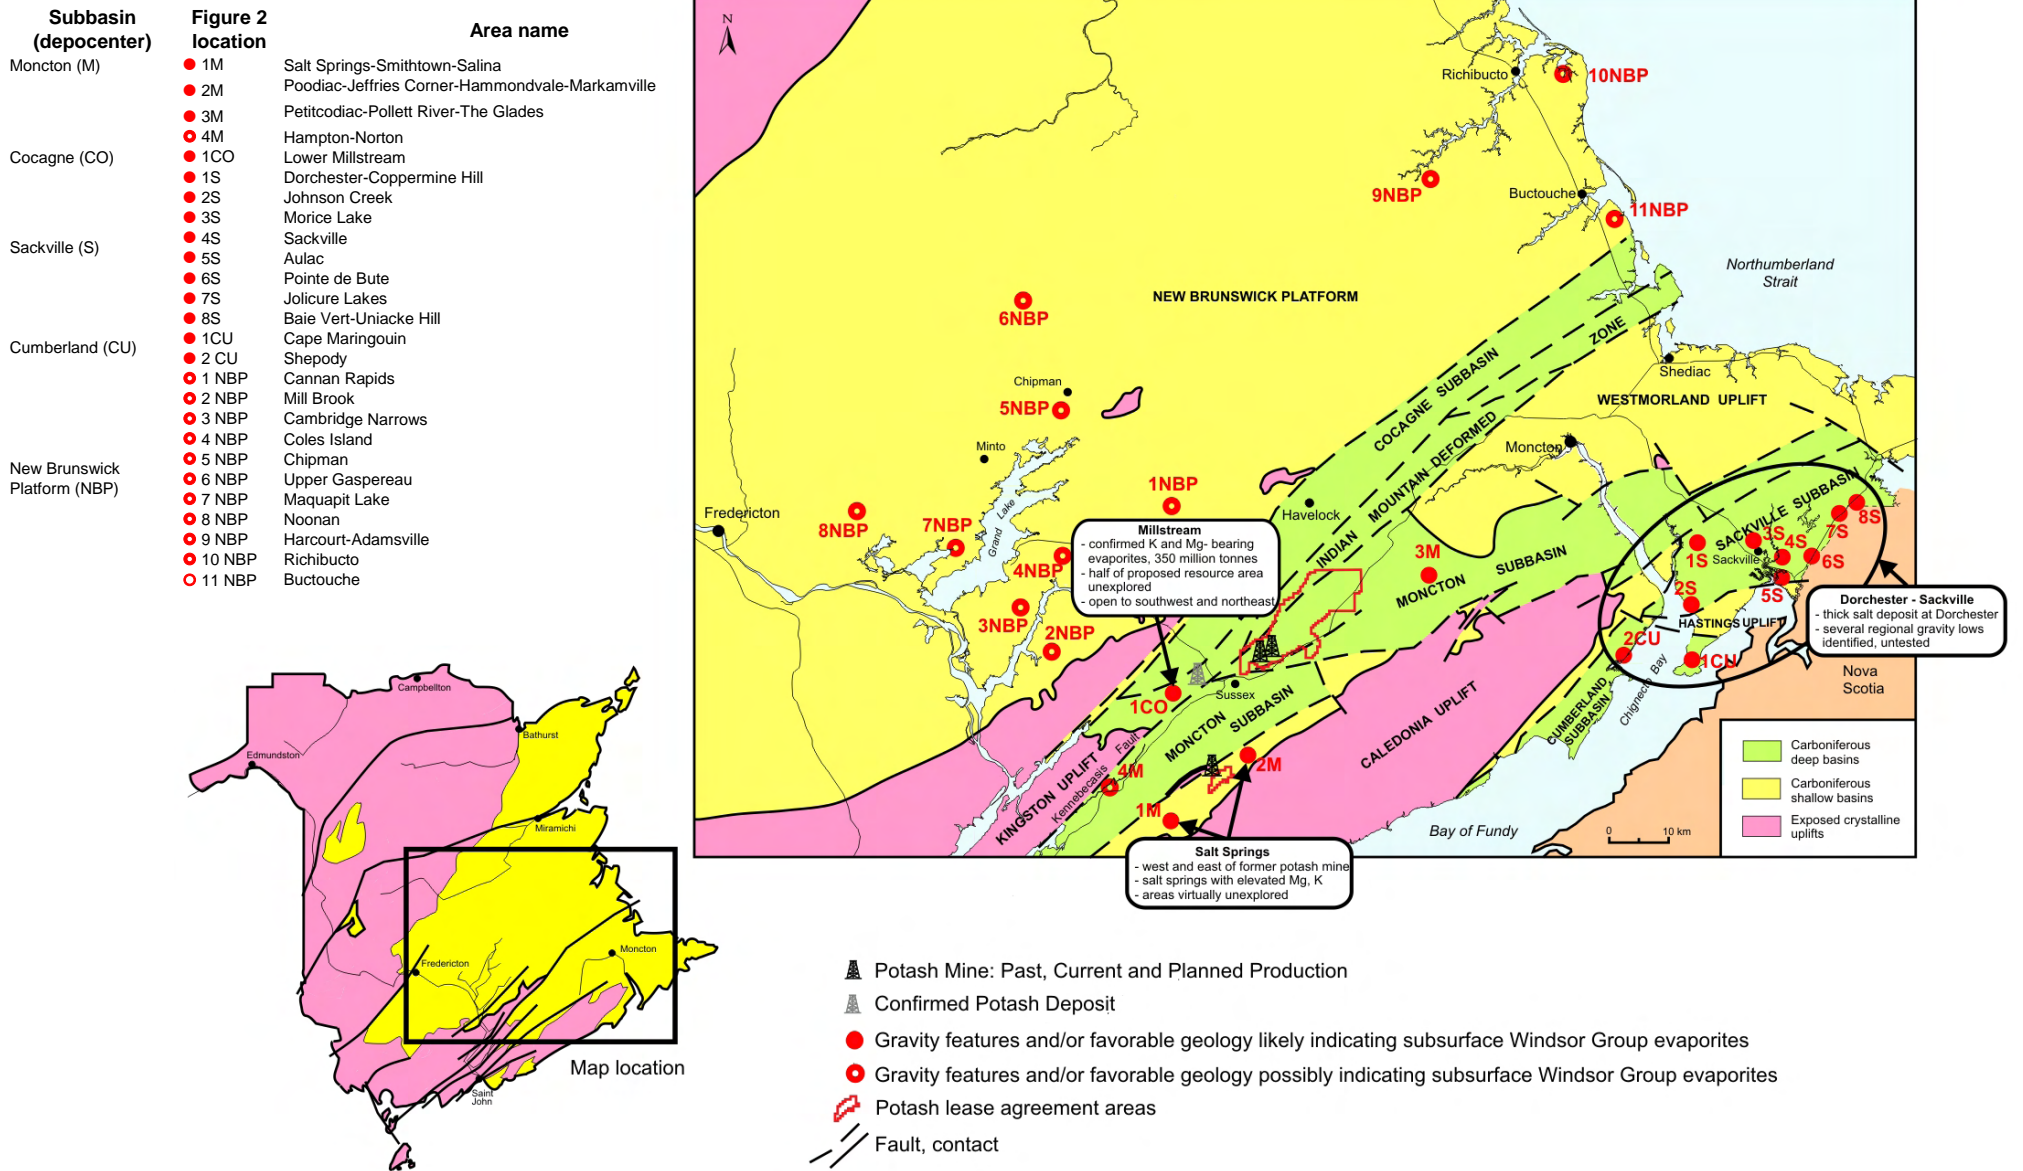 Subbasin
(depocenter)
Figure 2
location
Area name
Moncton (M)
1M Salt Springs-Smithtown-Salina
2M Poodiac-Jeffries Corner-Hammondvale-Markamville
3M Petitcodiac-Pollett River-The Glades
4M Hampton-Norton
Cocagne (CO) 1CO Lower Millstream
1S Dorchester-Coppermine Hill
2S Johnson Creek
3S Morice Lake
Sackville (S)
4S Sackville
5S Aulac
6S Pointe de Bute
7S Jolicure Lakes
8S Baie Vert-Uniacke Hill
Cumberland (CU)
1CU Cape Maringouin
2 CU Shepody
1 NBP Cannan Rapids
2 NBP Mill Brook
3 NBP Cambridge Narrows
4 NBP Coles Island
5 NBP Chipman
New Brunswick
Platform (NBP)
6 NBP Upper Gaspereau
7 NBP Maquapit Lake
8 NBP Noonan
9 NBP Harcourt-Adamsville
10 NBP Richibucto
11 NBP Buctouche
N
Richibucto
10NBP
9NBP
Buctouche
11NBP
Northumberland
Strait
NEW BRUNSWICK PLATFORM
6NBP
ZONE
COCAGNE SUBBASIN
Shediac
Chipman
5NBP
WESTMORLAND UPLIFT
INDIAN MOUNTAIN DEFORMED
Minto
Moncton
Grand Lake
1NBP
Havelock
Fredericton
8NBP
7NBP
4NBP
3NBP
2NBP
Millstream
- confirmed K and Mg- bearing
evaporites, 350 million tonnes
- half of proposed resource area
unexplored
- open to southwest and northeast
3M
MONCTON SUBBASIN
SACKVILLE SUBBASIN
8S
7S
3S
4S
1S
Sackville
6S
2S
5S
HASTINGS UPLIFT
2CU
1CU
Dorchester - Sackville
- thick salt deposit at Dorchester
- several regional gravity lows
identified, untested
Nova
Scotia
Chignecto Bay
CUMBERLAND
SUBBASIN
Sussex
1CO
MONCTON SUBBASIN
CALEDONIA UPLIFT
KINGSTON UPLIFT
Kennebecasis Fault
4M
2M
1M
Bay of Fundy
0 10 km
Salt Springs
- west and east of former potash mine
- salt springs with elevated Mg, K
- areas virtually unexplored
Carboniferous
deep basins
Carboniferous
shallow basins
Exposed crystalline
uplifts
Campbellton
Bathurst
Edmundston
Miramichi
Moncton
Fredericton
Saint
John
Map location
Potash Mine: Past, Current and Planned Production
Confirmed Potash Deposit
Gravity features and/or favorable geology likely indicating subsurface Windsor Group evaporites
Gravity features and/or favorable geology possibly indicating subsurface Windsor Group evaporites
Potash lease agreement areas
Fault, contact